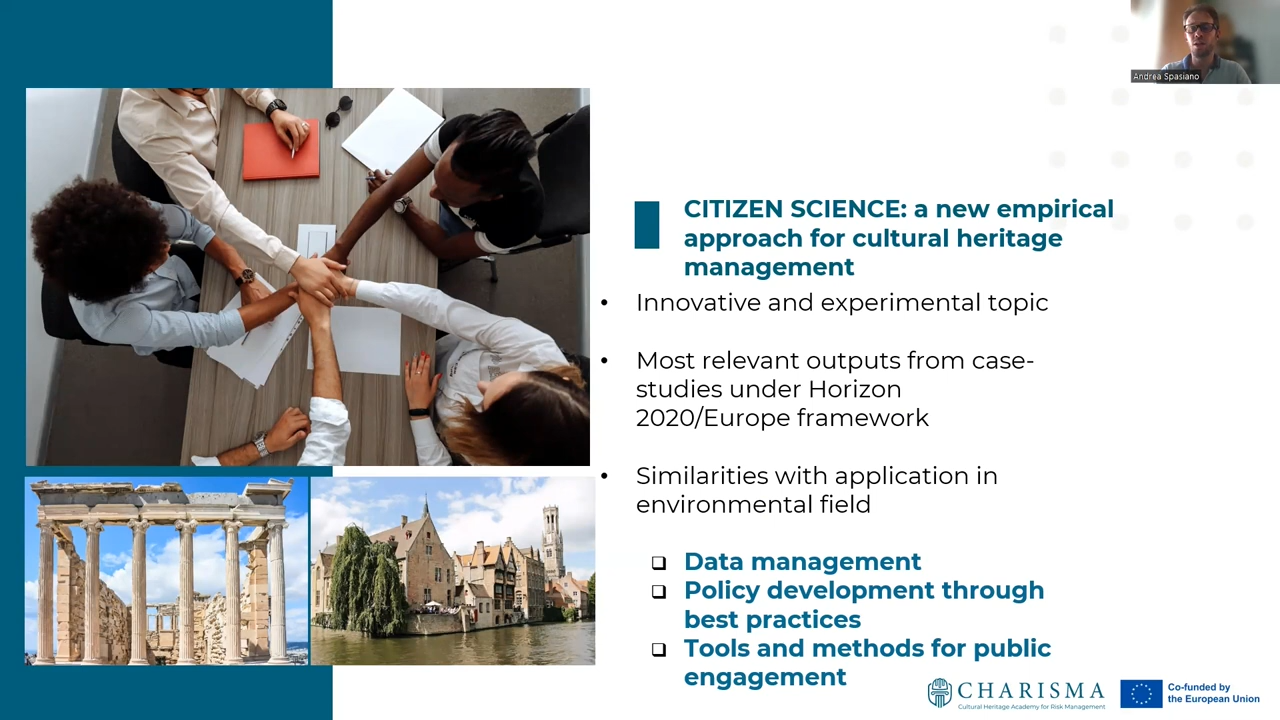 Andrea Spasiano
CITIZEN SCIENCE: a new empirical
approach for cultural heritage
management
• Innovative and experimental topic
• Most relevant outputs from case-
studies under Horizon
2020/Europe framework
• Similarities with application in
environmental field
❑ Data management
❑ Policy development through
best practices
❑ Tools and methods for public
engagement
CHARISMA
Cultural Heritage Academy for Risk Management
Co-funded by
the European Union